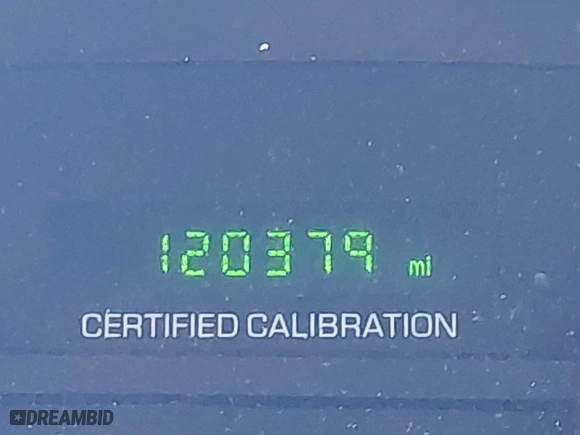 120379 mi
CERTIFIED CALIBRATION
DREAMBID